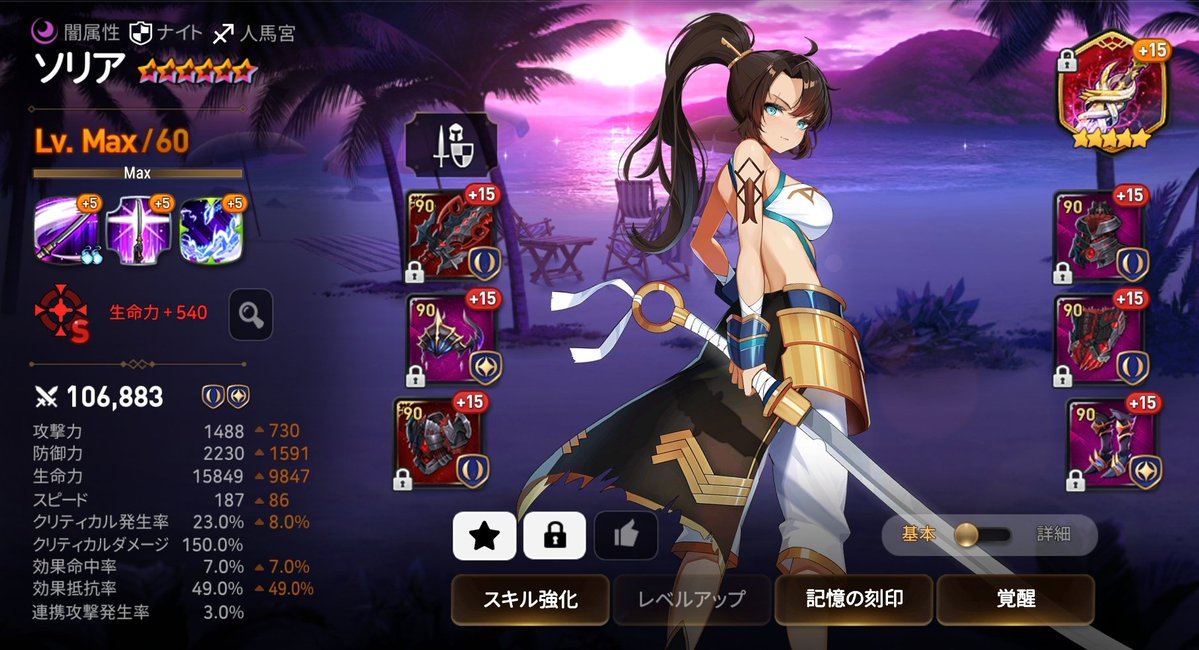 闇属性 ナイト 人馬宮
ソリア
Lv. Max/60
Max
+5 +5 +5
S 生命力 + 540
106,883
攻撃力 1488 730
防御力 2230 1591
生命力 15849 9847
スピード 187 86
クリティカル発生率 23.0% 8.0%
クリティカルダメージ 150.0%
効果命中率 7.0% 7.0%
効果抵抗率 49.0% 49.0%
連携攻撃発生率 3.0%
90 +15
90 +15
90 +15
+15
90 +15
90 +15
90 +15
基本 詳細
スキル強化 レベルアップ 記憶の刻印 覚醒